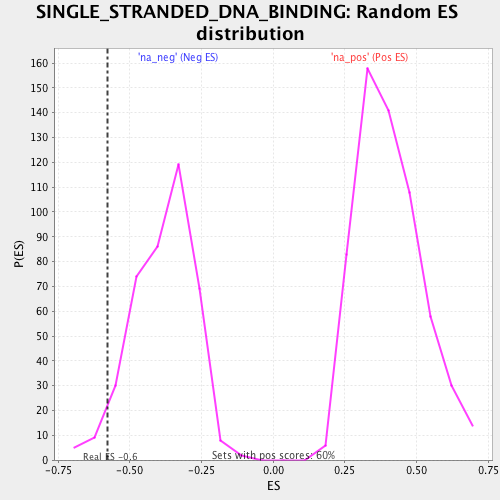 SINGLE_STRANDED_DNA_BINDING: Random ES
distribution
'na_neg' (Neg ES) 'na_pos' (Pos ES)
160
150
140
130
120
110
100
90
80
70
60
50
40
30
20
10
0
P(ES)
Real ES -0.6 Sets with pos scores: 60%
-0.75 -0.50 -0.25 0.00 0.25 0.50 0.75
ES